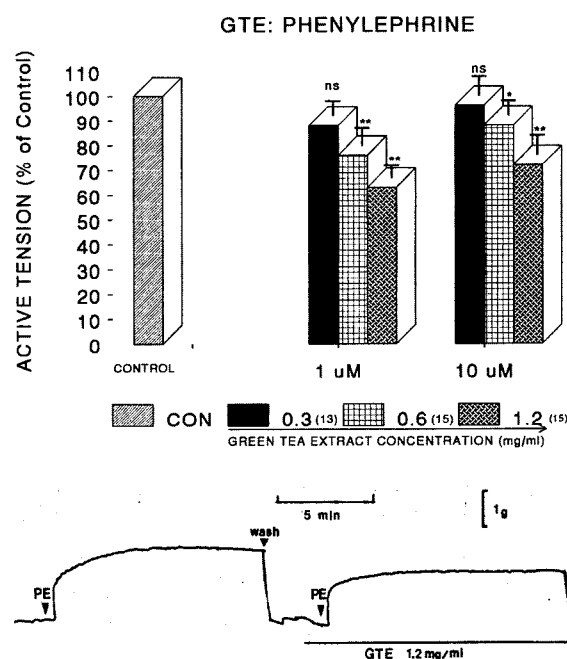 GTE: PHENYLEPHRINE
ACTIVE TENSION (% of Control)
110
100
90
80
70
60
50
40
30
20
10
0
ns
**
**
ns
*
**
CONTROL
1 uM
10 uM
CON
0.3 (13)
0.6 (15)
1.2 (15)
GREEN TEA EXTRACT CONCENTRATION (mg/ml)
5 min
1g
PE
wash
PE
GTE 1.2 mg/ml